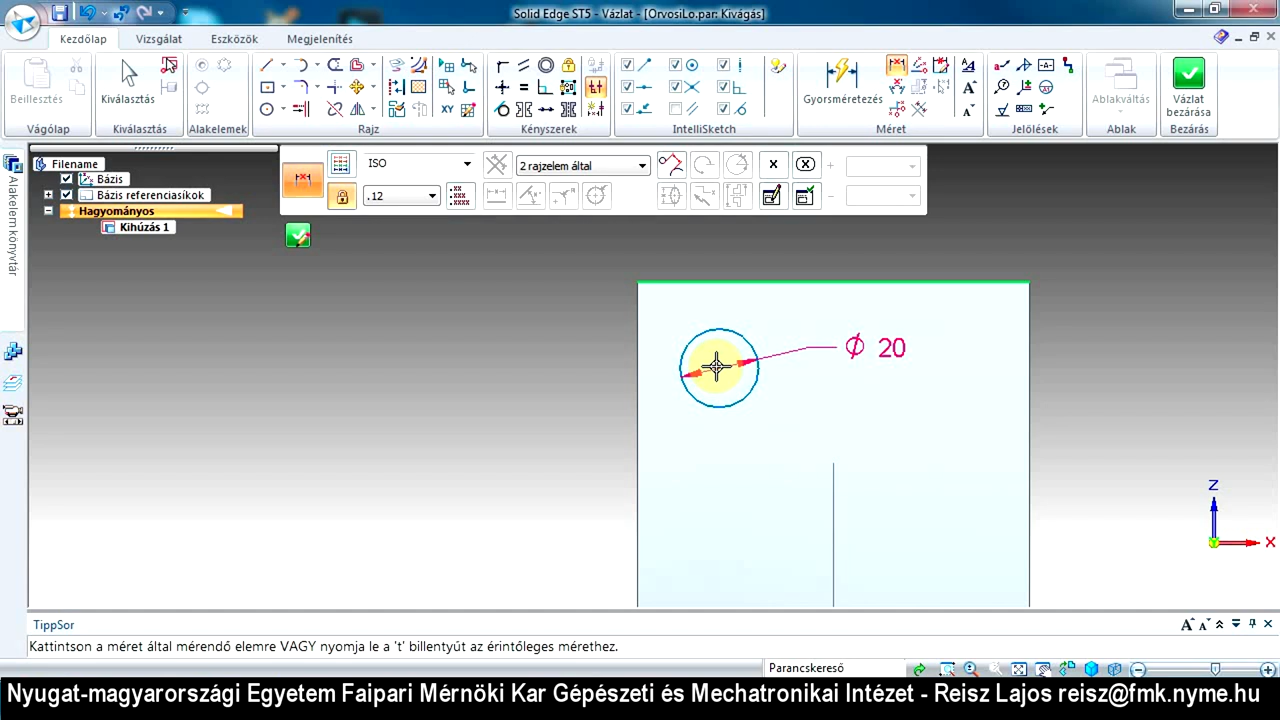 Solid Edge ST5 - Vázlat - [OrvosiLo.par: Kivágás]
Kezdőlap Vizsgálat Eszközök Megjelenítés
Beillesztés
Kiválasztás
Gyorsméretezés
Ablakváltás
Vázlat bezárása
Vágólap Kiválasztás Alakelemek Rajz Kényszerek IntelliSketch Méret Jelölések Ablak Bezárás
Alakelem könyvtár
Filename
Bázis
Bázis referenciasíkok
Hagyományos
Kihúzás 1
ISO
2 rajzelem által
.12
Ø 20
Z
X
TippSor
Kattintson a méret által mérendő elemre VAGY nyomja le a 't' billentyűt az érintőleges mérethez.
Parancskereső
Nyugat-magyarországi Egyetem Faipari Mérnöki Kar Gépészeti és Mechatronikai Intézet - Reisz Lajos reisz@fmk.nyme.hu